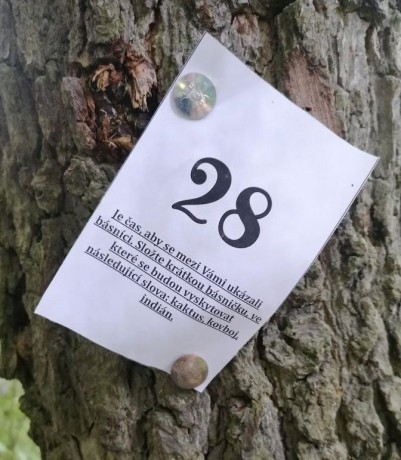 28
Je čas, aby se mezi Vámi ukázali
básníci. Složte krátkou básničku, ve
které se budou vyskytovat
následující slova: kaktus, kovboj,
indián.